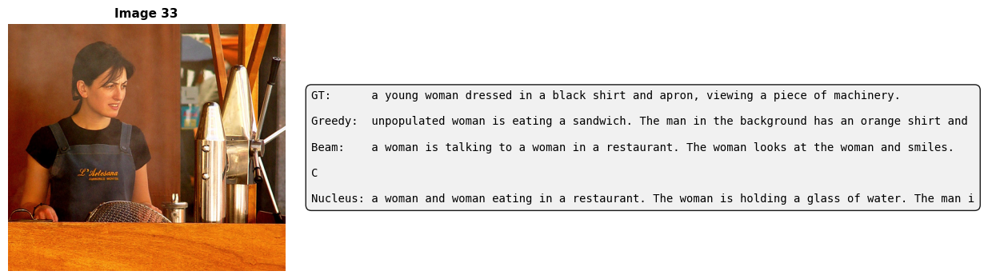 Image 33
L'Artesana
GT: a young woman dressed in a black shirt and apron, viewing a piece of machinery.
Greedy: unpopulated woman is eating a sandwich. The man in the background has an orange shirt and
Beam: a woman is talking to a woman in a restaurant. The woman looks at the woman and smiles.
C
Nucleus: a woman and woman eating in a restaurant. The woman is holding a glass of water. The man i